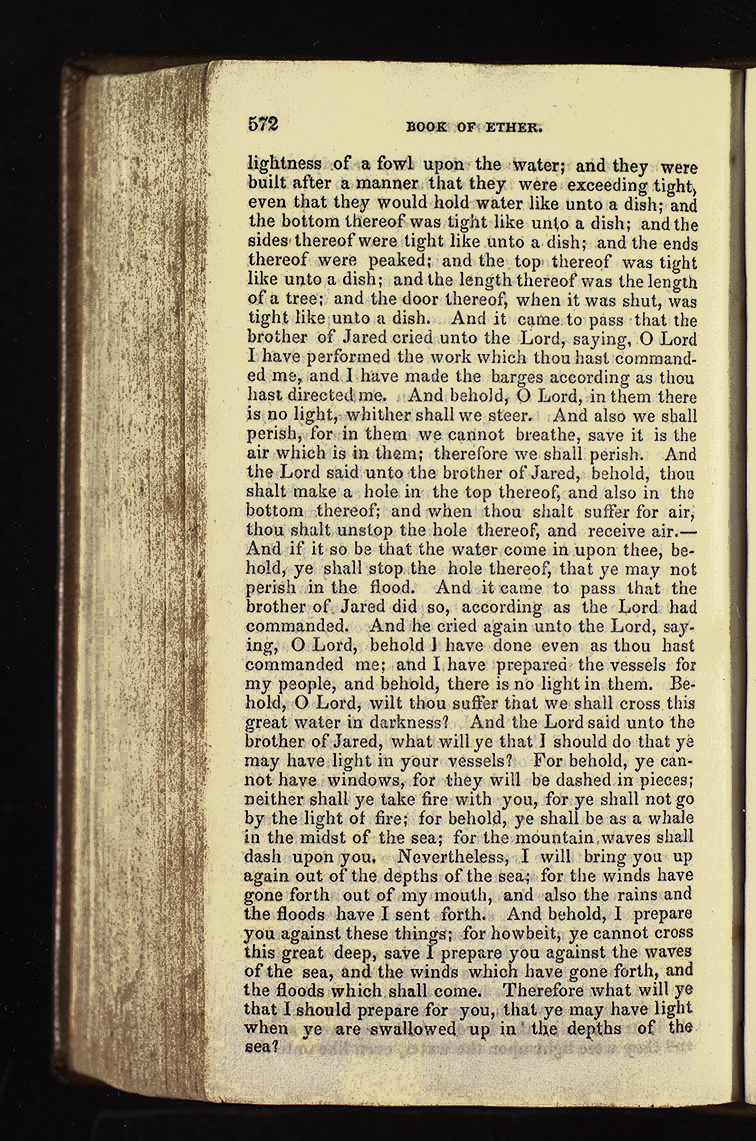 572 BOOK OF ETHER.
lightness of a fowl upon the water; and they were
built after a manner that they were exceeding tight,
even that they would hold water like unto a dish; and
the bottom thereof was tight like unto a dish; and the
sides thereof were tight like unto a dish; and the ends
thereof were peaked; and the top thereof was tight
like unto a dish; and the length thereof was the length
of a tree; and the door thereof, when it was shut, was
tight like unto a dish. And it came to pass that the
brother of Jared cried unto the Lord, saying, O Lord
I have performed the work which thou hast command-
ed me, and I have made the barges according as thou
hast directed me. And behold, O Lord, in them there
is no light, whither shall we steer. And also we shall
perish, for in them we cannot breathe, save it is the
air which is in them; therefore we shall perish. And
the Lord said unto the brother of Jared, behold, thou
shalt make a hole in the top thereof, and also in the
bottom thereof; and when thou shalt suffer for air,
thou shalt unstop the hole thereof, and receive air.—
And if it so be that the water come in upon thee, be-
hold, ye shall stop the hole thereof, that ye may not
perish in the flood. And it came to pass that the
brother of Jared did so, according as the Lord had
commanded. And he cried again unto the Lord, say-
ing, O Lord, behold I have done even as thou hast
commanded me; and I have prepared the vessels for
my people, and behold, there is no light in them. Be-
hold, O Lord, wilt thou suffer that we shall cross this
great water in darkness? And the Lord said unto the
brother of Jared, what will ye that I should do that ye
may have light in your vessels? For behold, ye can-
not have windows, for they will be dashed in pieces;
neither shall ye take fire with you, for ye shall not go
by the light of fire; for behold, ye shall be as a whale
in the midst of the sea; for the mountain waves shall
dash upon you. Nevertheless, I will bring you up
again out of the depths of the sea; for the winds have
gone forth out of my mouth, and also the rains and
the floods have I sent forth. And behold, I prepare
you against these things; for howbeit, ye cannot cross
this great deep, save I prepare you against the waves
of the sea, and the winds which have gone forth, and
the floods which shall come. Therefore what will ye
that I should prepare for you, that ye may have light
when ye are swallowed up in the depths of the
sea?